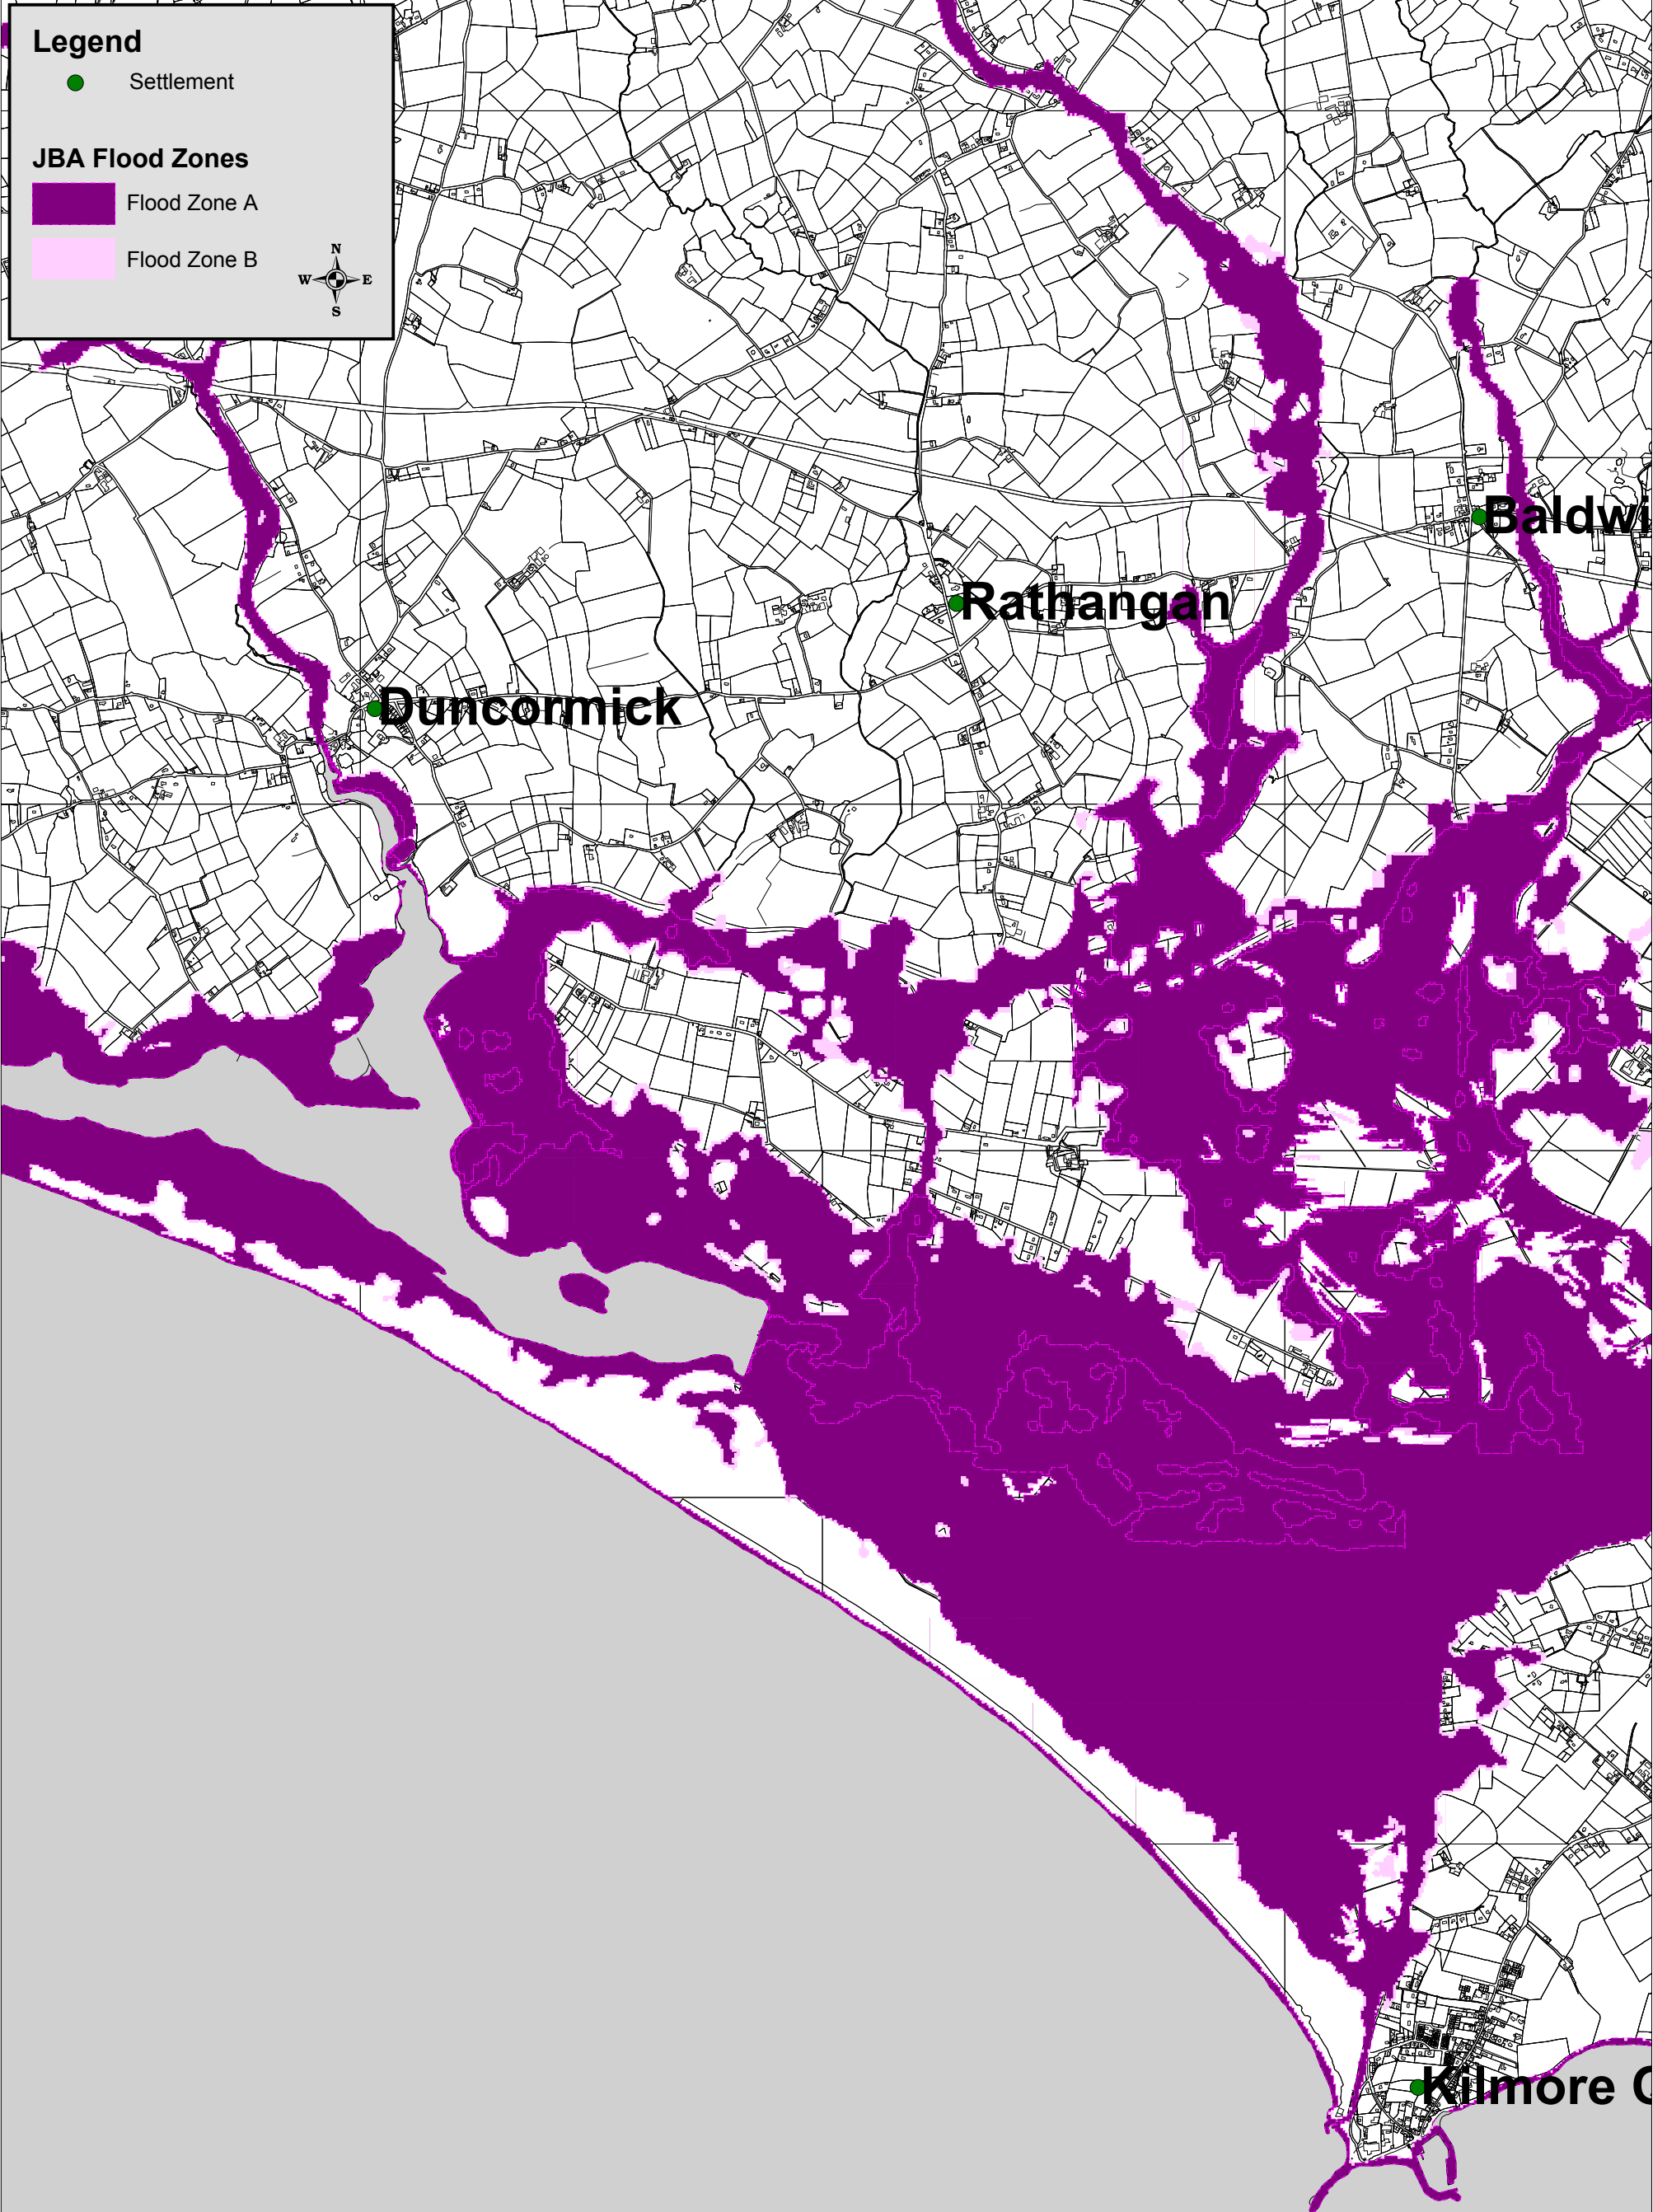 Legend
Settlement
JBA Flood Zones
Flood Zone A
Flood Zone B
N
W E
S
Baldwi
Rathangan
Duncormick
Kilmore